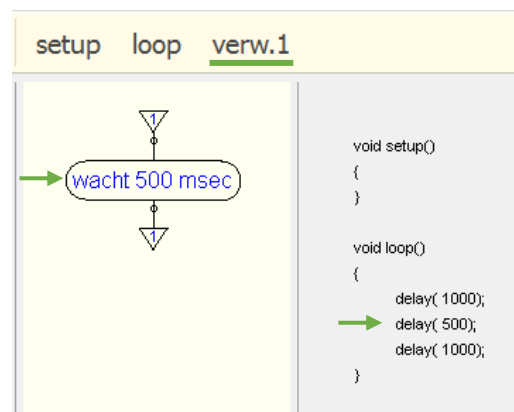 setup loop verw.1
1
wacht 500 msec
1
void setup()
{
}
void loop()
{
delay( 1000);
delay( 500);
delay( 1000);
}